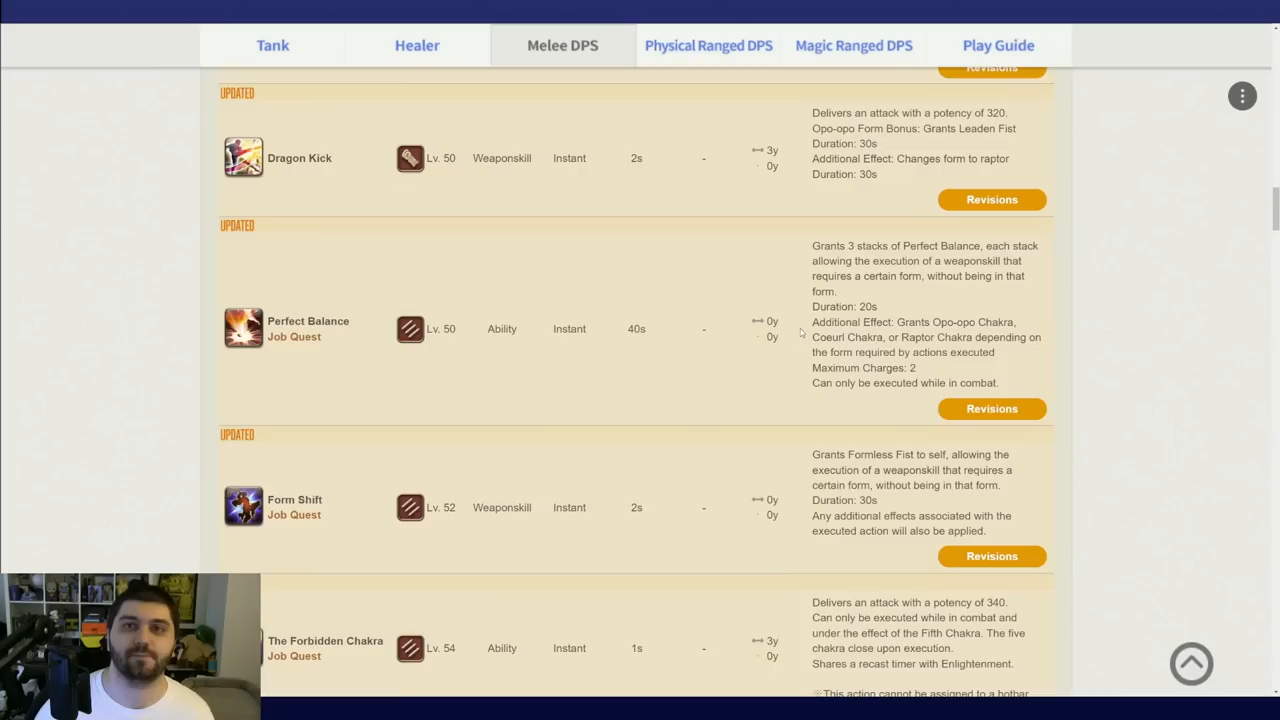 Tank Healer Melee DPS Physical Ranged DPS Magic Ranged DPS Play Guide
Revisions
UPDATED
Dragon Kick
Lv. 50
Weaponskill
Instant
2s
-
3y
0y
Delivers an attack with a potency of 320.
Opo-opo Form Bonus: Grants Leaden Fist
Duration: 30s
Additional Effect: Changes form to raptor
Duration: 30s
Revisions
UPDATED
Perfect Balance
Job Quest
Lv. 50
Ability
Instant
40s
-
0y
0y
Grants 3 stacks of Perfect Balance, each stack
allowing the execution of a weaponskill that
requires a certain form, without being in that
form.
Duration: 20s
Additional Effect: Grants Opo-opo Chakra,
Coeurl Chakra, or Raptor Chakra depending on
the form required by actions executed
Maximum Charges: 2
Can only be executed while in combat.
Revisions
UPDATED
Form Shift
Job Quest
Lv. 52
Weaponskill
Instant
2s
-
0y
0y
Grants Formless Fist to self, allowing the
execution of a weaponskill that requires a
certain form, without being in that form.
Duration: 30s
Any additional effects associated with the
executed action will also be applied.
Revisions
The Forbidden Chakra
Job Quest
Lv. 54
Ability
Instant
1s
-
3y
0y
Delivers an attack with a potency of 340.
Can only be executed while in combat and
under the effect of the Fifth Chakra. The five
chakra close upon execution.
Shares a recast timer with Enlightenment.
※This action cannot be assigned to a hotbar